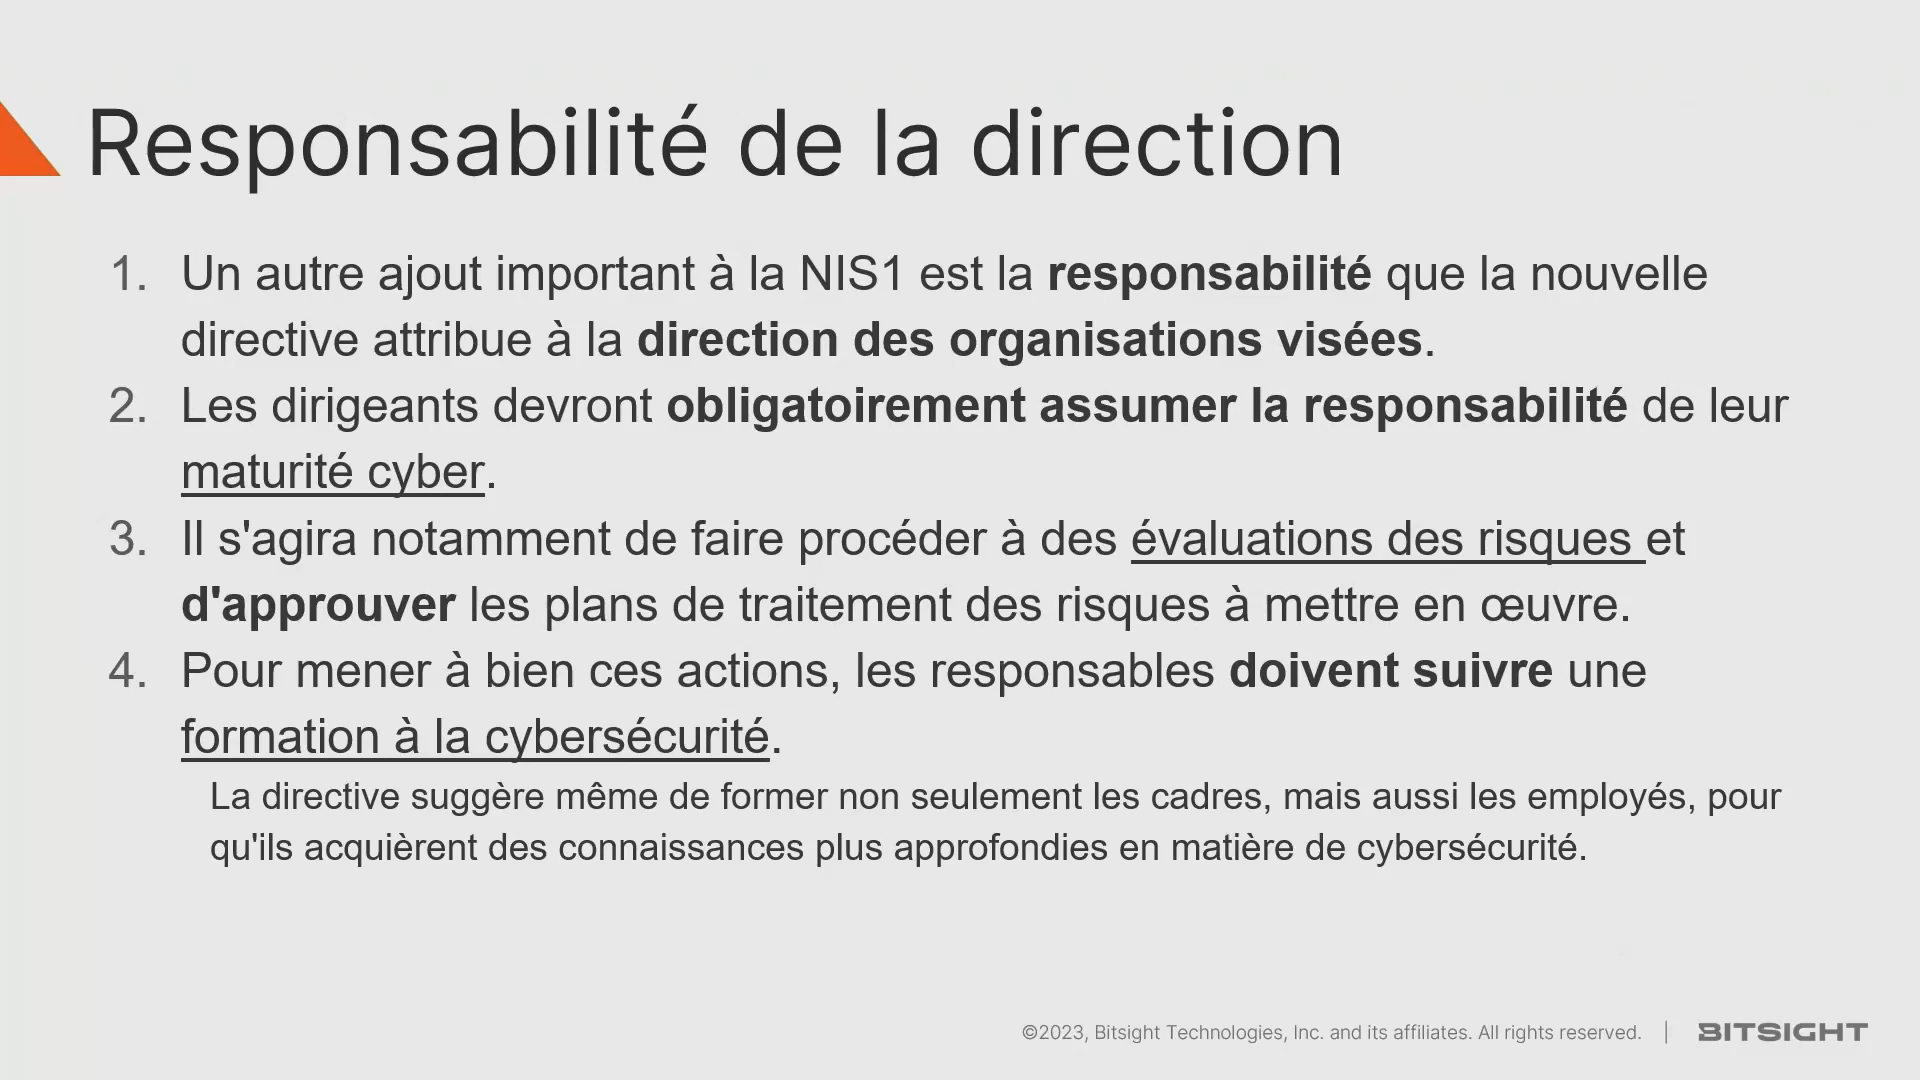 Responsabilité de la direction
1. Un autre ajout important à la NIS1 est la responsabilité que la nouvelle
directive attribue à la direction des organisations visées.
2. Les dirigeants devront obligatoirement assumer la responsabilité de leur
maturité cyber.
3. Il s'agira notamment de faire procéder à des évaluations des risques et
d'approuver les plans de traitement des risques à mettre en œuvre.
4. Pour mener à bien ces actions, les responsables doivent suivre une
formation à la cybersécurité.
La directive suggère même de former non seulement les cadres, mais aussi les employés, pour
qu'ils acquièrent des connaissances plus approfondies en matière de cybersécurité.
©2023, Bitsight Technologies, Inc. and its affiliates. All rights reserved. | BITSIGHT